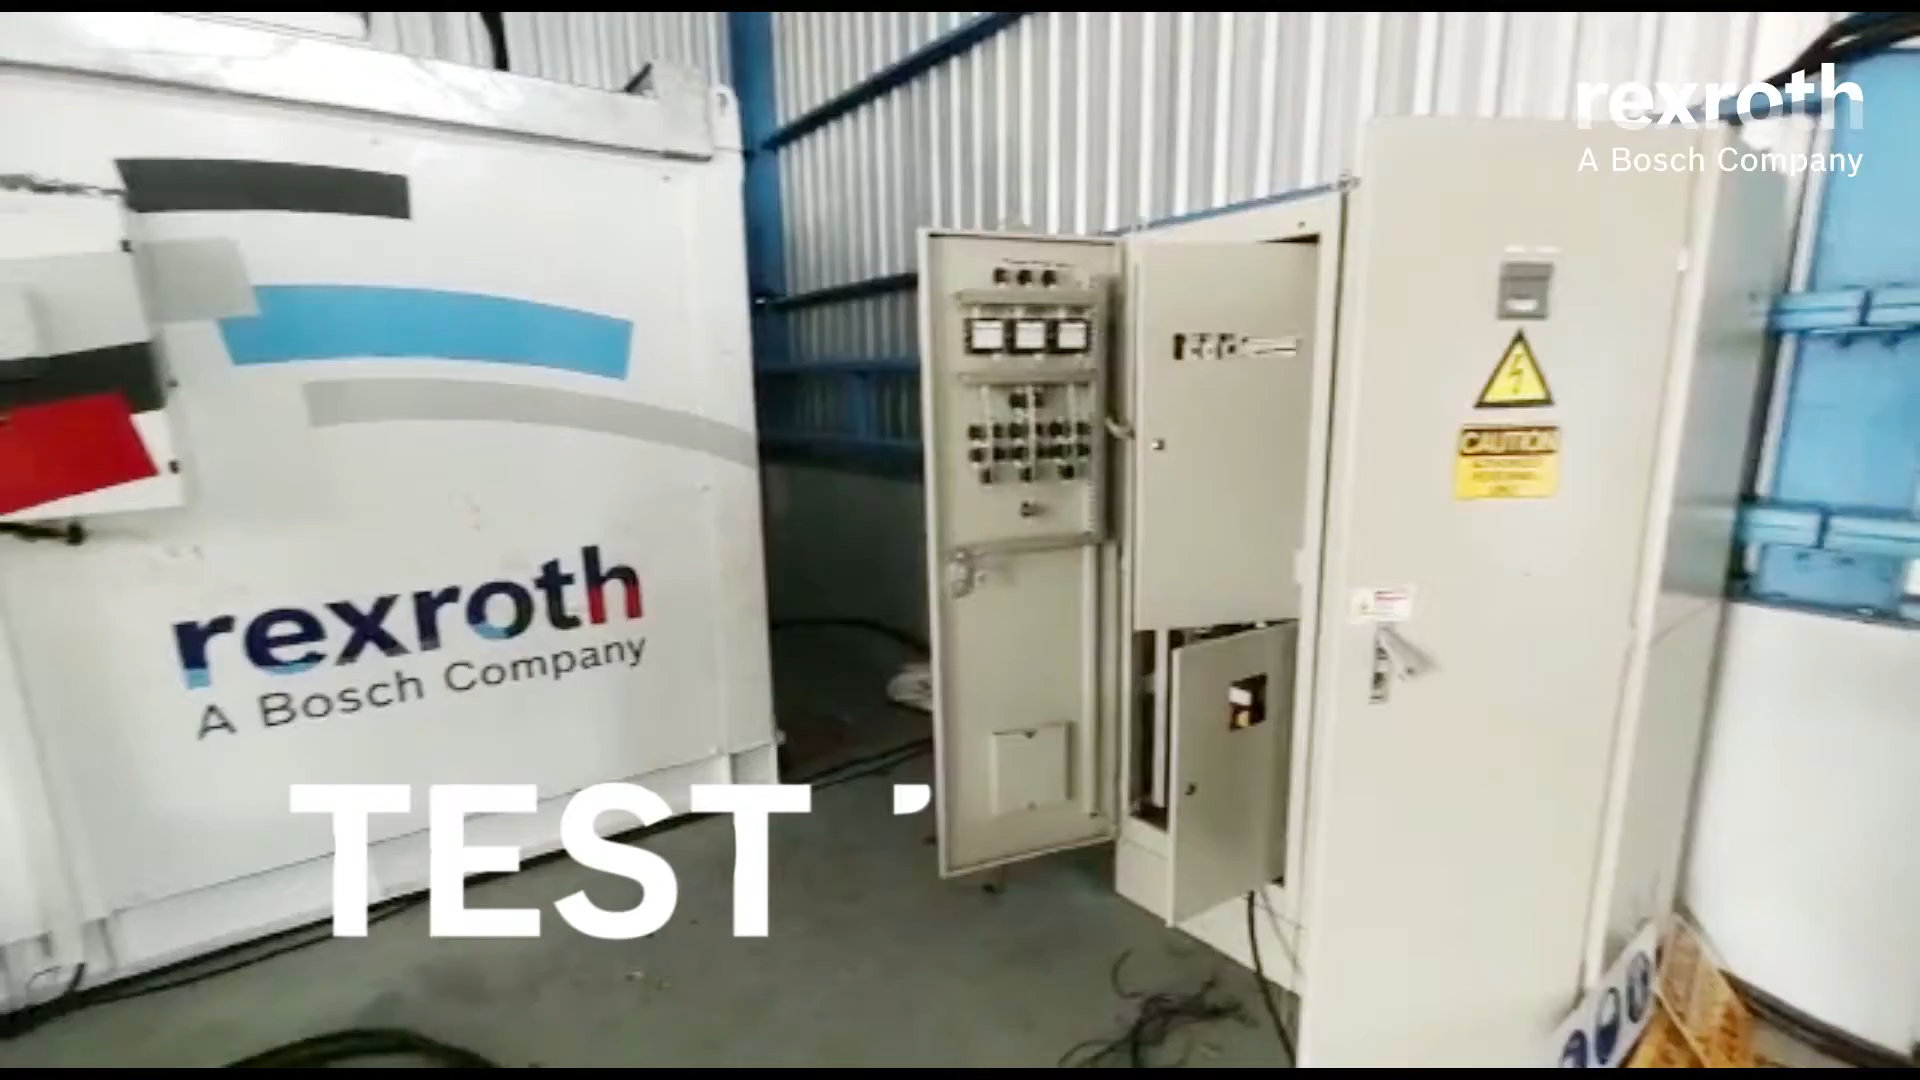 rexroth
A Bosch Company
rexroth
A Bosch Company
CAUTION
TEST